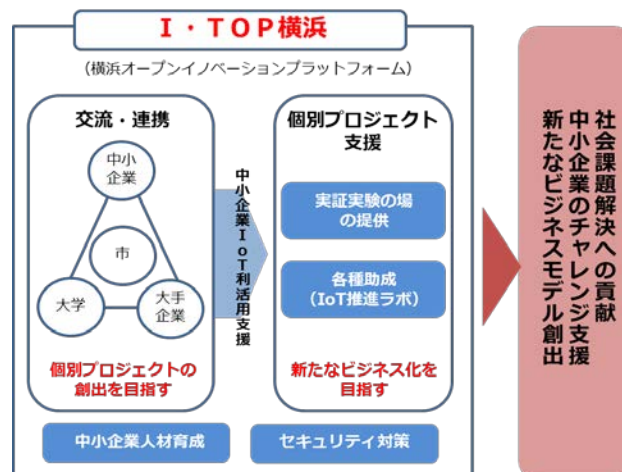 I・TOP横浜
(横浜オープンイノベーションプラットフォーム)
交流・連携
中小
企業
市
大学
大手
企業
個別プロジェクトの
創出を目指す
中小企業IoT利活用支援
個別プロジェクト
支援
実証実験の場
の提供
各種助成
(IoT推進ラボ)
新たなビジネス化を
目指す
中小企業人材育成
セキュリティ対策
社会課題解決への貢献
中小企業のチャレンジ支援
新たなビジネスモデル創出